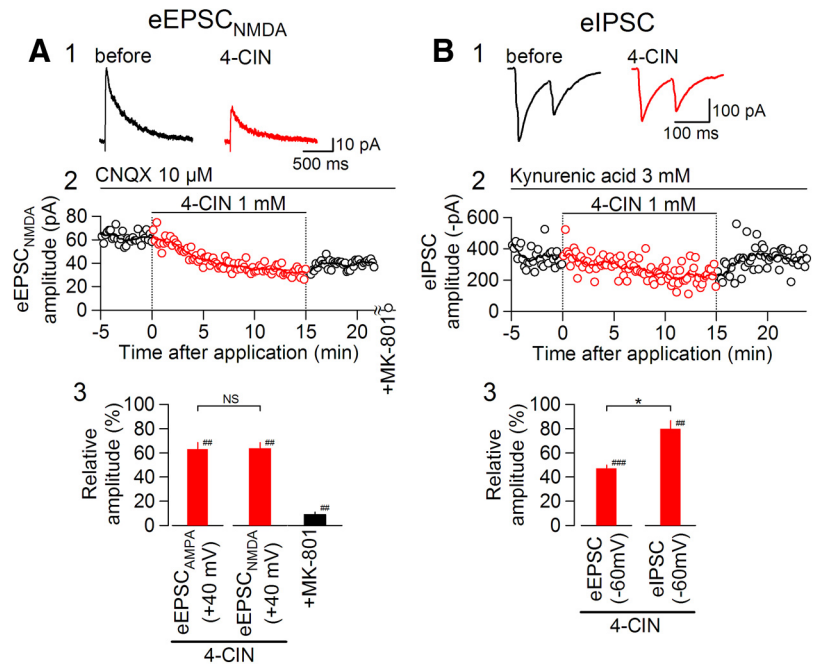 eEPSCNMDA
eIPSC
A 1 before 4-CIN
10 pA
500 ms
2 CNQX 10 µM
4-CIN 1 mM
eEPSCNMDA
amplitude (pA)
80
60
40
20
0
-5 0 5 10 15 20
Time after application (min)
+MK-801
3
Relative
amplitude (%)
100
80
60
40
20
0
NS
## ## ##
eEPSCAMPA
(+40 mV)
eEPSCNMDA
(+40 mV)
+MK-801
4-CIN
B 1 before 4-CIN
100 pA
100 ms
2 Kynurenic acid 3 mM
4-CIN 1 mM
eIPSC
amplitude (-pA)
600
400
200
0
-5 0 5 10 15 20
Time after application (min)
3
Relative
amplitude (%)
100
80
60
40
20
0
*
### ##
eEPSC
(-60mV)
eIPSC
(-60mV)
4-CIN